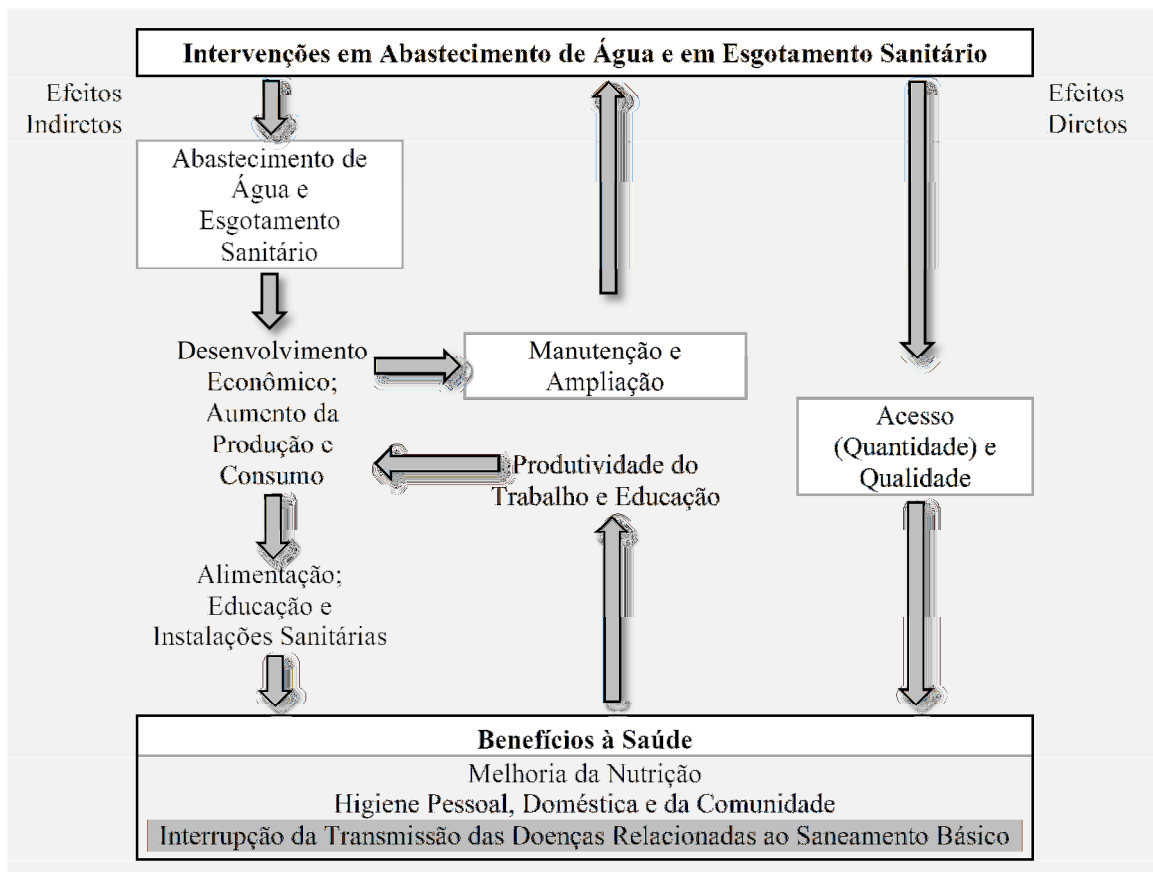 Intervenções em Abastecimento de Água e em Esgotamento Sanitário
Efeitos
Indiretos
Efeitos
Diretos
Abastecimento de
Água e
Esgotamento
Sanitário
Desenvolvimento
Econômico;
Aumento da
Produção e
Consumo
Manutenção e
Ampliação
Acesso
(Quantidade) e
Qualidade
Produtividade do
Trabalho e Educação
Alimentação;
Educação e
Instalações Sanitárias
Benefícios à Saúde
Melhoria da Nutrição
Higiene Pessoal, Doméstica e da Comunidade
Interrupção da Transmissão das Doenças Relacionadas ao Saneamento Básico